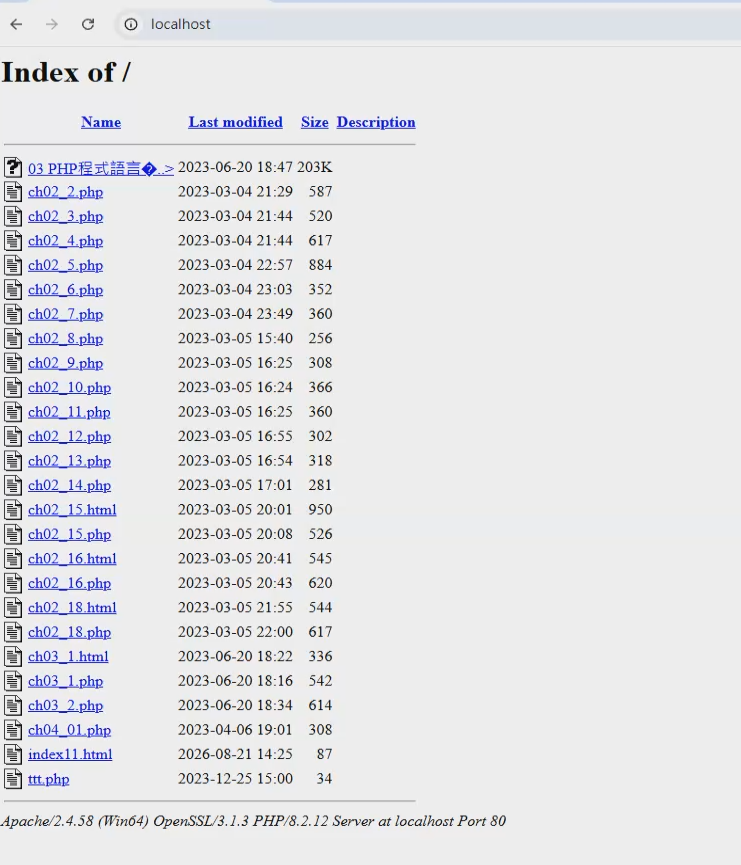 localhost
Index of /
Name Last modified Size Description
03 PHP程式語言�..> 2023-06-20 18:47 203K
ch02_2.php 2023-03-04 21:29 587
ch02_3.php 2023-03-04 21:44 520
ch02_4.php 2023-03-04 21:44 617
ch02_5.php 2023-03-04 22:57 884
ch02_6.php 2023-03-04 23:03 352
ch02_7.php 2023-03-04 23:49 360
ch02_8.php 2023-03-05 15:40 256
ch02_9.php 2023-03-05 16:25 308
ch02_10.php 2023-03-05 16:24 366
ch02_11.php 2023-03-05 16:25 360
ch02_12.php 2023-03-05 16:55 302
ch02_13.php 2023-03-05 16:54 318
ch02_14.php 2023-03-05 17:01 281
ch02_15.html 2023-03-05 20:01 950
ch02_15.php 2023-03-05 20:08 526
ch02_16.html 2023-03-05 20:41 545
ch02_16.php 2023-03-05 20:43 620
ch02_18.html 2023-03-05 21:55 544
ch02_18.php 2023-03-05 22:00 617
ch03_1.html 2023-06-20 18:22 336
ch03_1.php 2023-06-20 18:16 542
ch03_2.php 2023-06-20 18:34 614
ch04_01.php 2023-04-06 19:01 308
index11.html 2026-08-21 14:25 87
ttt.php 2023-12-25 15:00 34
Apache/2.4.58 (Win64) OpenSSL/3.1.3 PHP/8.2.12 Server at localhost Port 80